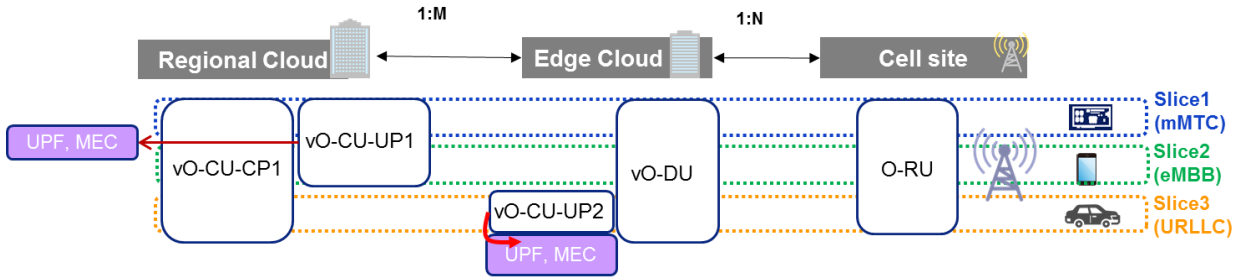 1:M
1:N
Regional Cloud
Edge Cloud
Cell site
Slice1
(mMTC)
UPF, MEC
vO-CU-UP1
vO-CU-CP1
vO-DU
O-RU
Slice2
(eMBB)
vO-CU-UP2
Slice3
(URLLC)
UPF, MEC